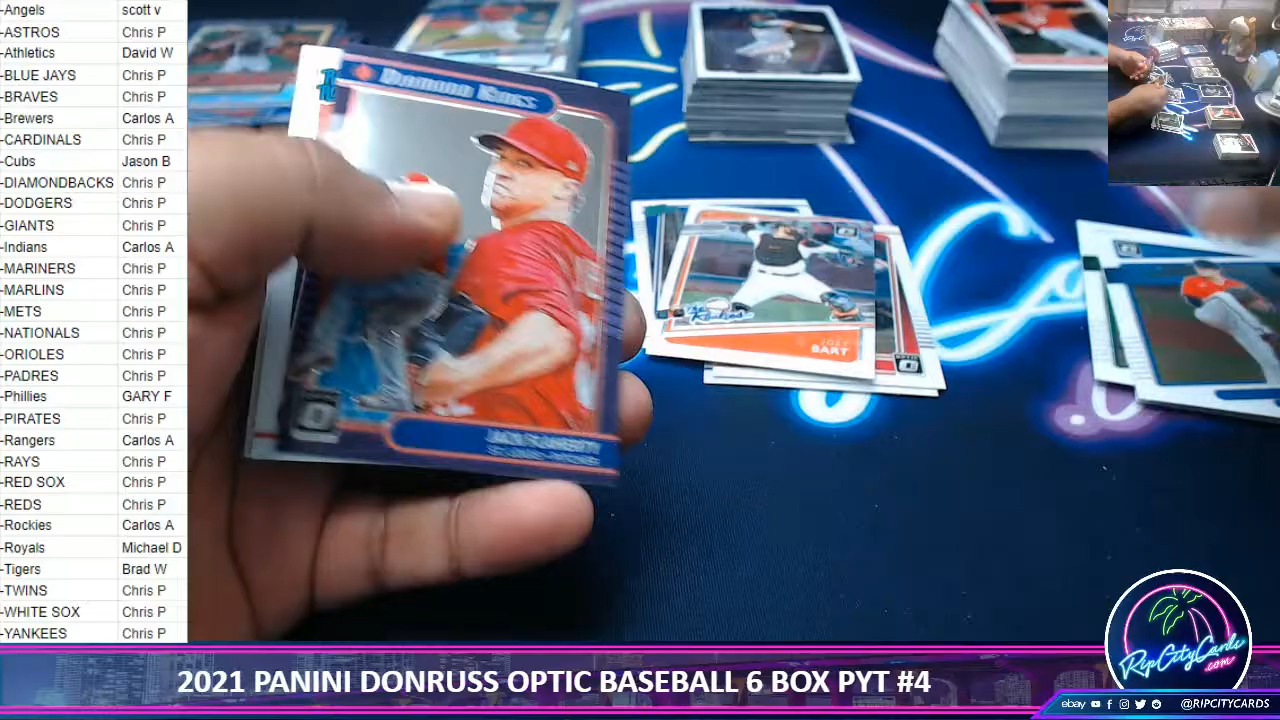 -Angels scott v
-ASTROS Chris P
-Athletics David W
-BLUE JAYS Chris P
-BRAVES Chris P
-Brewers Carlos A
-CARDINALS Chris P
-Cubs Jason B
-DIAMONDBACKS Chris P
-DODGERS Chris P
-GIANTS Chris P
-Indians Carlos A
-MARINERS Chris P
-MARLINS Chris P
-METS Chris P
-NATIONALS Chris P
-ORIOLES Chris P
-PADRES Chris P
-Phillies GARY F
-PIRATES Chris P
-Rangers Carlos A
-RAYS Chris P
-RED SOX Chris P
-REDS Chris P
-Rockies Carlos A
-Royals Michael D
-Tigers Brad W
-TWINS Chris P
-WHITE SOX Chris P
-YANKEES Chris P
DIAMOND KINGS
JACK FLAHERTY
JOEY
BART
RipCityCards
.com
2021 PANINI DONRUSS OPTIC BASEBALL 6 BOX PYT #4
ebay @RIPCITYCARDS